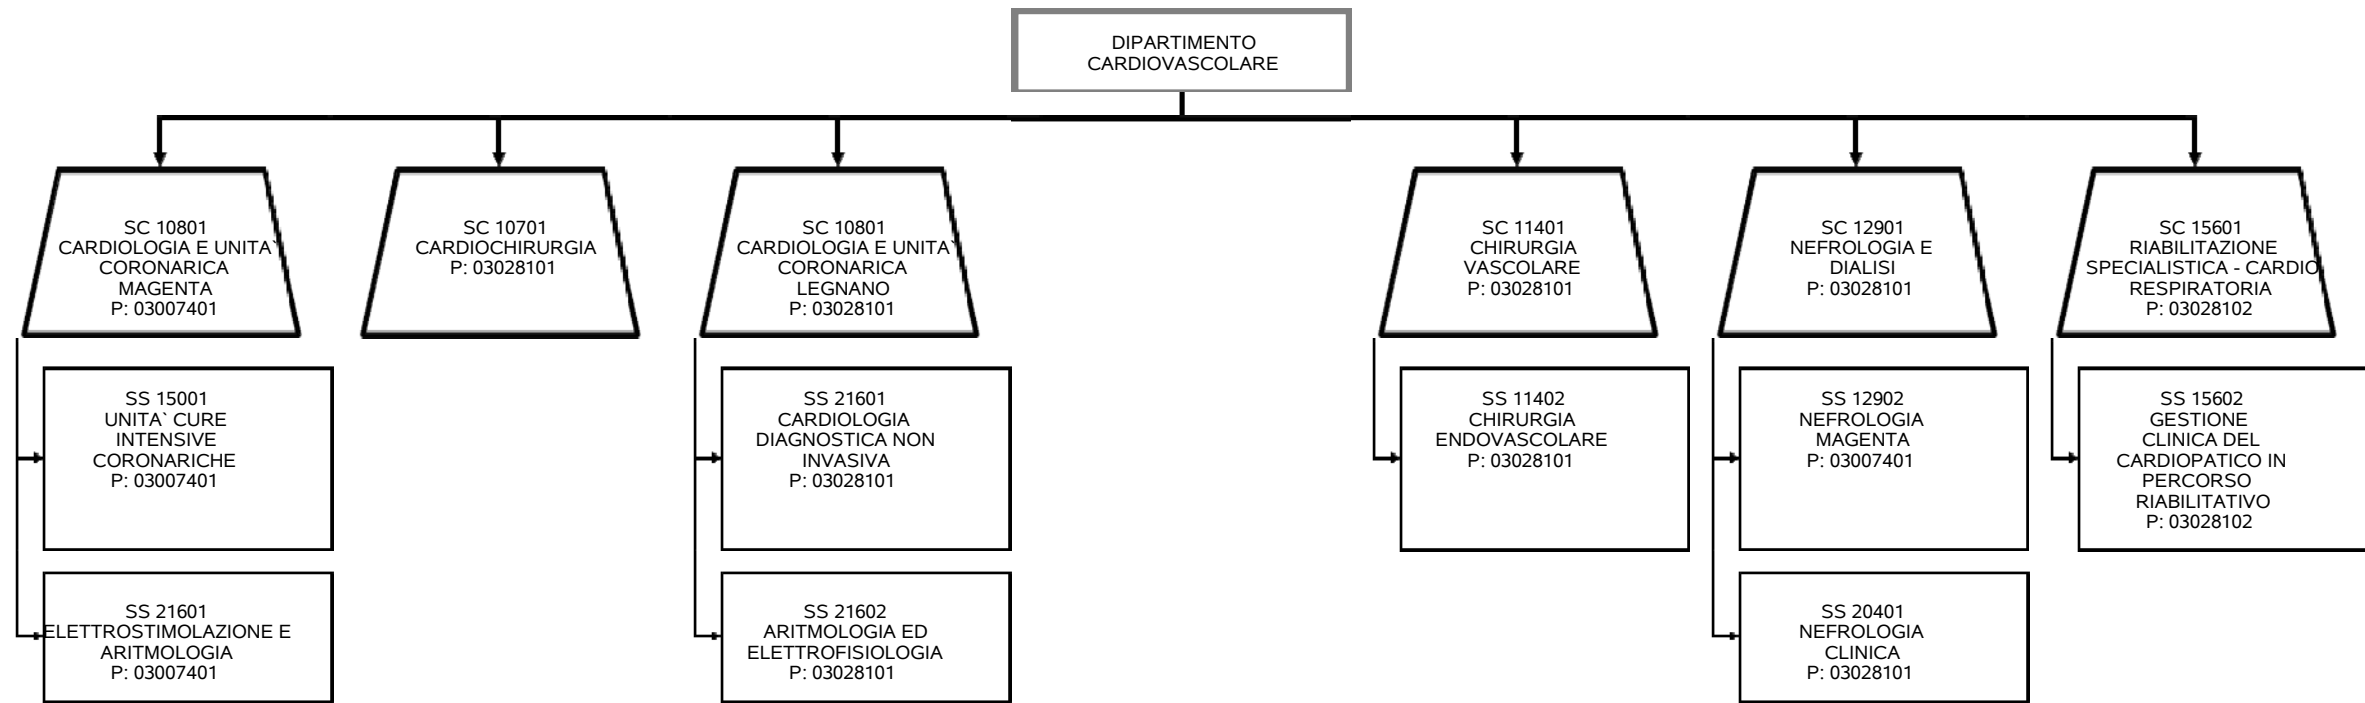 DIPARTIMENTO
CARDIOVASCOLARE
SC 10801
CARDIOLOGIA E UNITA`
CORONARICA
MAGENTA
P: 03007401
SC 10701
CARDIOCHIRURGIA
P: 03028101
SC 10801
CARDIOLOGIA E UNITA`
CORONARICA
LEGNANO
P: 03028101
SC 11401
CHIRURGIA
VASCOLARE
P: 03028101
SC 12901
NEFROLOGIA E
DIALISI
P: 03028101
SC 15601
RIABILITAZIONE
SPECIALISTICA - CARDIO
RESPIRATORIA
P: 03028102
SS 15001
UNITA` CURE
INTENSIVE
CORONARICHE
P: 03007401
SS 21601
CARDIOLOGIA
DIAGNOSTICA NON
INVASIVA
P: 03028101
SS 11402
CHIRURGIA
ENDOVASCOLARE
P: 03028101
SS 12902
NEFROLOGIA
MAGENTA
P: 03007401
SS 15602
GESTIONE
CLINICA DEL
CARDIOPATICO IN
PERCORSO
RIABILITATIVO
P: 03028102
SS 21601
ELETTROSTIMOLAZIONE E
ARITMOLOGIA
P: 03007401
SS 21602
ARITMOLOGIA ED
ELETTROFISIOLOGIA
P: 03028101
SS 20401
NEFROLOGIA
CLINICA
P: 03028101